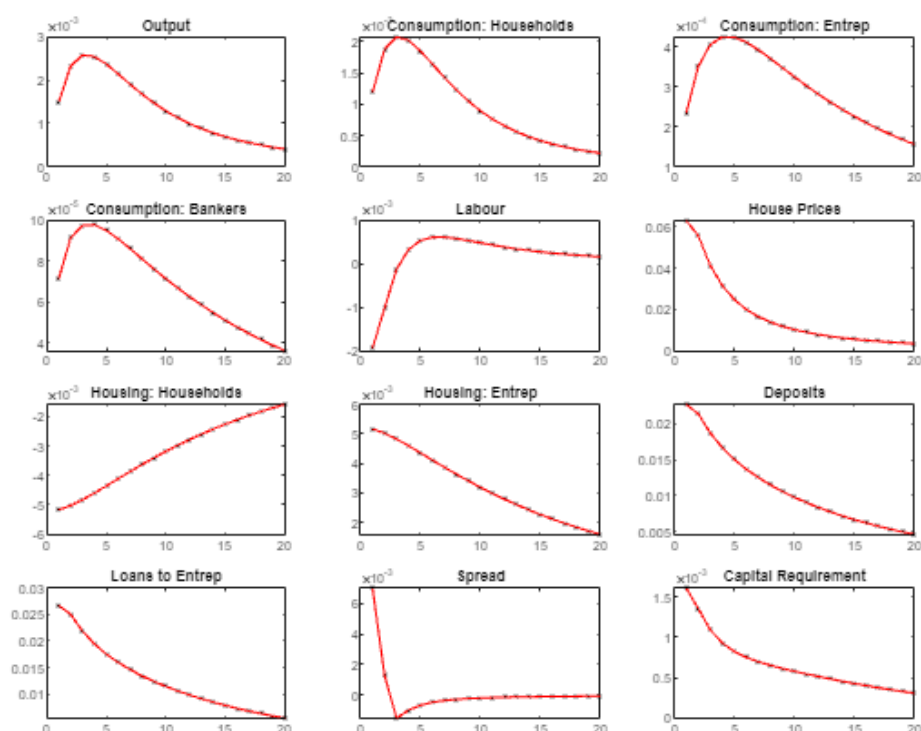 Output
×10⁻³
3
2
1
0
0 5 10 15 20
Consumption: Households
×10⁻³
2
1.5
1
0.5
0
0 5 10 15 20
Consumption: Entrep
×10⁻⁴
4
3
2
1
0 5 10 15 20
Consumption: Bankers
×10⁻⁵
10
8
6
4
0 5 10 15 20
Labour
×10⁻³
1
0
-1
-2
0 5 10 15 20
House Prices
0.06
0.04
0.02
0
0 5 10 15 20
Housing: Households
×10⁻³
-2
-3
-4
-5
-6
0 5 10 15 20
Housing: Entrep
×10⁻³
6
5
4
3
2
0 5 10 15 20
Deposits
0.02
0.015
0.01
0.005
0 5 10 15 20
Loans to Entrep
0.03
0.025
0.02
0.015
0.01
0 5 10 15 20
Spread
×10⁻³
6
4
2
0
0 5 10 15 20
Capital Requirement
×10⁻³
1.5
1
0.5
0
0 5 10 15 20